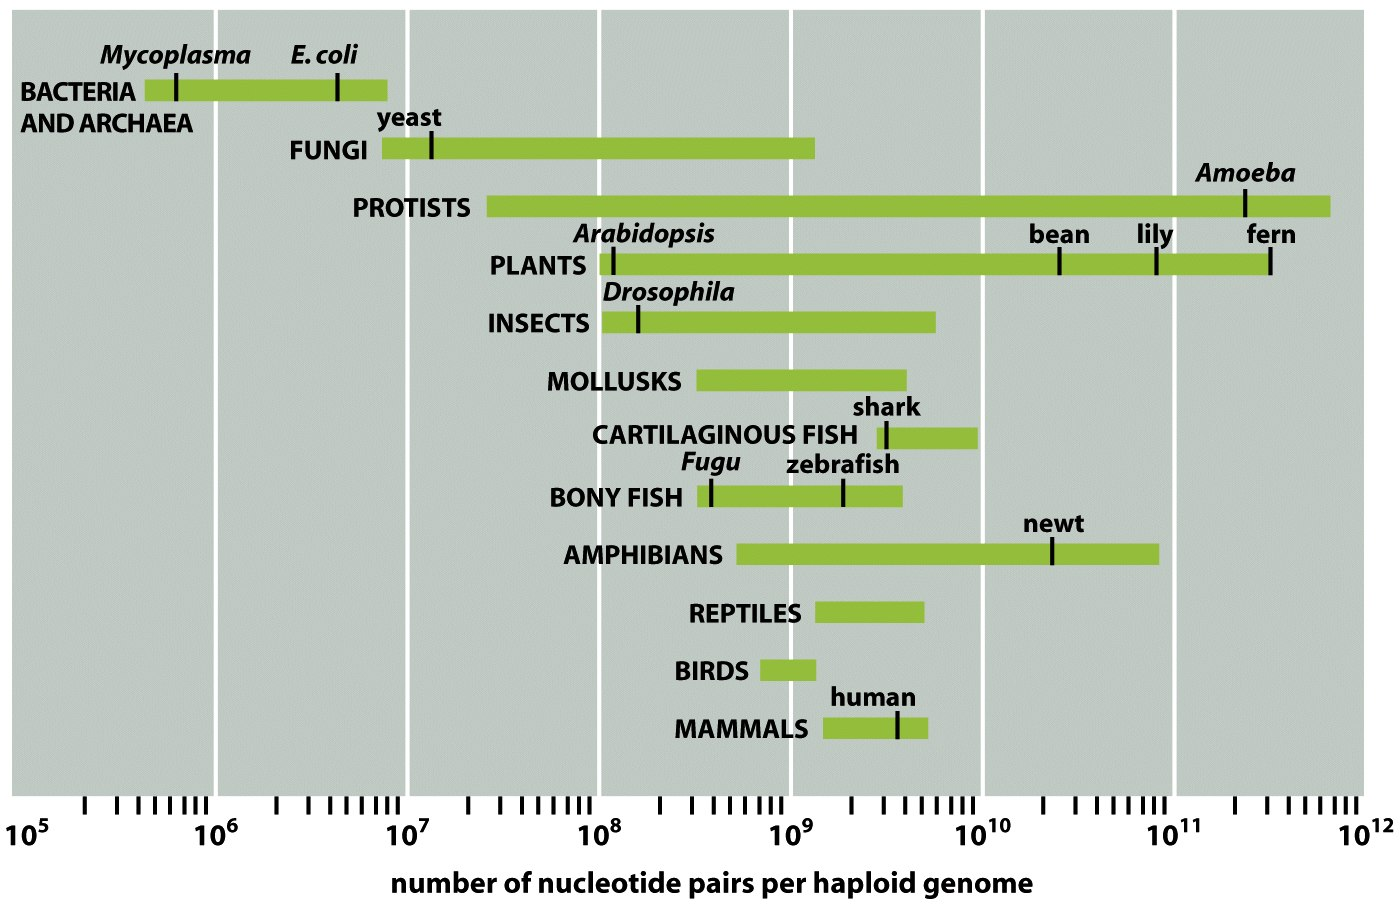 Mycoplasma E. coli
BACTERIA
AND ARCHAEA
yeast
FUNGI
Amoeba
PROTISTS
Arabidopsis bean lily fern
PLANTS
Drosophila
INSECTS
MOLLUSKS
shark
CARTILAGINOUS FISH
Fugu zebrafish
BONY FISH
newt
AMPHIBIANS
REPTILES
BIRDS
human
MAMMALS
10⁵ 10⁶ 10⁷ 10⁸ 10⁹ 10¹⁰ 10¹¹ 10¹²
number of nucleotide pairs per haploid genome